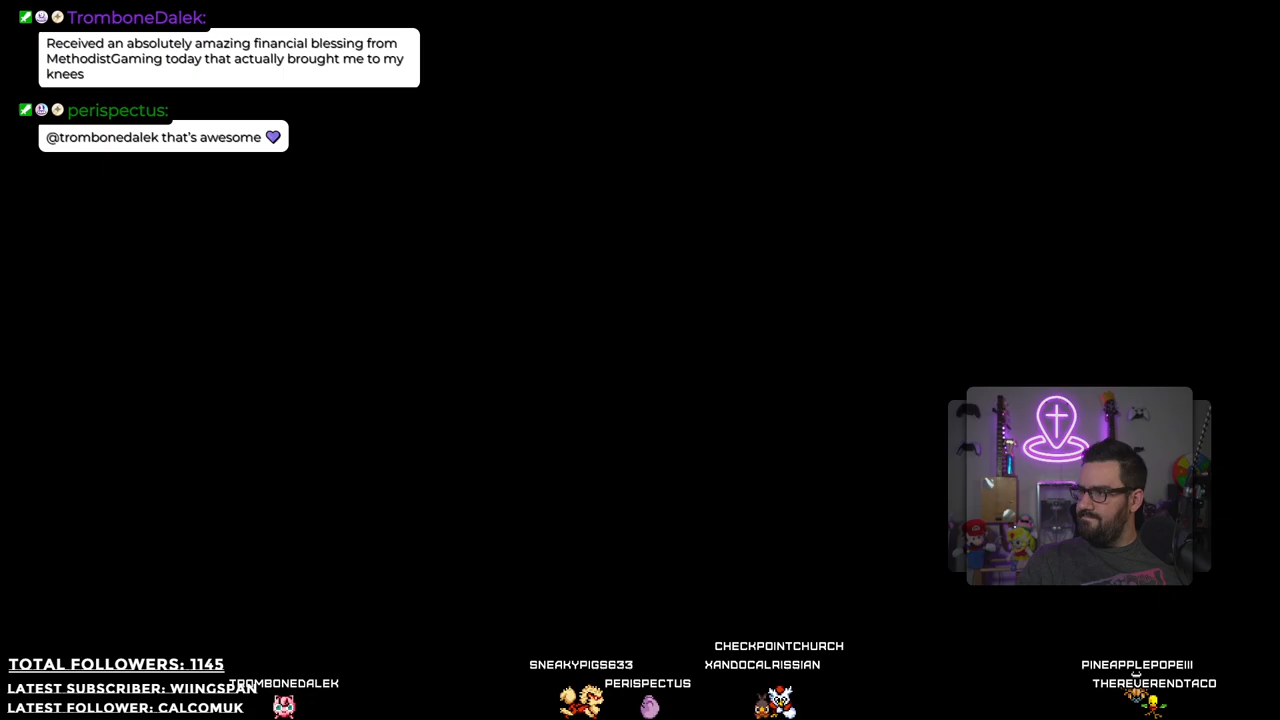 TromboneDalek:
Received an absolutely amazing financial blessing from
MethodistGaming today that actually brought me to my
knees
perispectus:
@trombonedalek that's awesome 💜
CHECKPOINTCHURCH
TOTAL FOLLOWERS: 1145
SNEAKYPIGS633
XANDOCALRISSIAN
PINEAPPLEPOPEIII
LATEST SUBSCRIBER: WIINGSPAN
TROMBONEDALEK
PERISPECTUS
THEREVERENDTACO
LATEST FOLLOWER: CALCOMUK